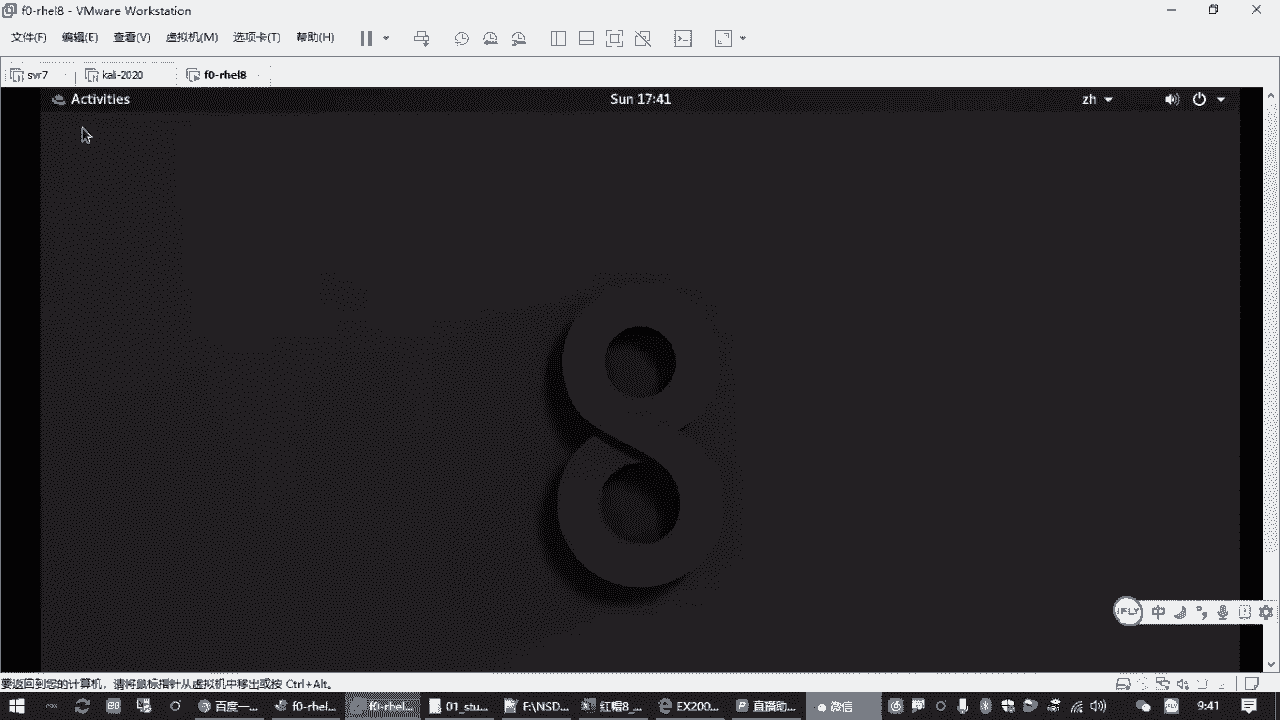 f0-rhel8 - VMware Workstation
文件(F) 编辑(E) 查看(V) 虚拟机(M) 选项卡(T) 帮助(H)
svr7 kali-2020 f0-rhel8
Activities Sun 17:41 zh
8
iFLY 中
要返回到您的计算机，请将鼠标指针从虚拟机中移出或按 Ctrl+Alt。
百度一... f0-rhel... f0-rhel... 01_stu... F:\NSD... 红帽8_... EX200... 直播助... 微信 9:41